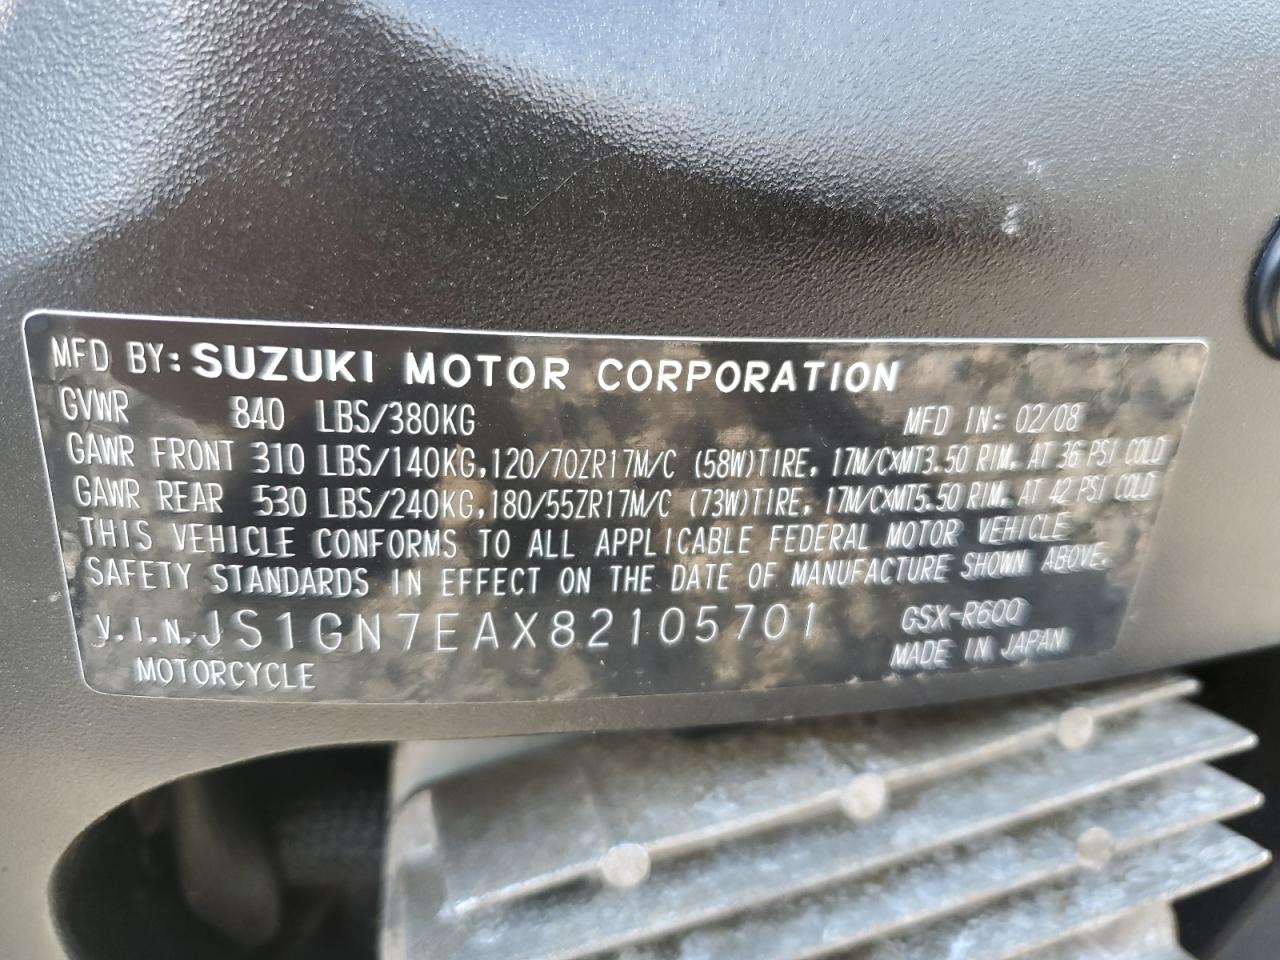 MFD BY: SUZUKI MOTOR CORPORATION
GVWR 840 LBS/380KG MFD IN: 02/08
GAWR FRONT 310 LBS/140KG, 120/70ZR17M/C (58W)TIRE, 17M/CXMT3.50 RIM, AT 36 PSI COLD
GAWR REAR 530 LBS/240KG, 180/55ZR17M/C (73W)TIRE, 17M/CXMT5.50 RIM, AT 42 PSI COLD
THIS VEHICLE CONFORMS TO ALL APPLICABLE FEDERAL MOTOR VEHICLE
SAFETY STANDARDS IN EFFECT ON THE DATE OF MANUFACTURE SHOWN ABOVE.
V.I.N. JS1GN7EAX82105701 GSX-R600
MOTORCYCLE MADE IN JAPAN